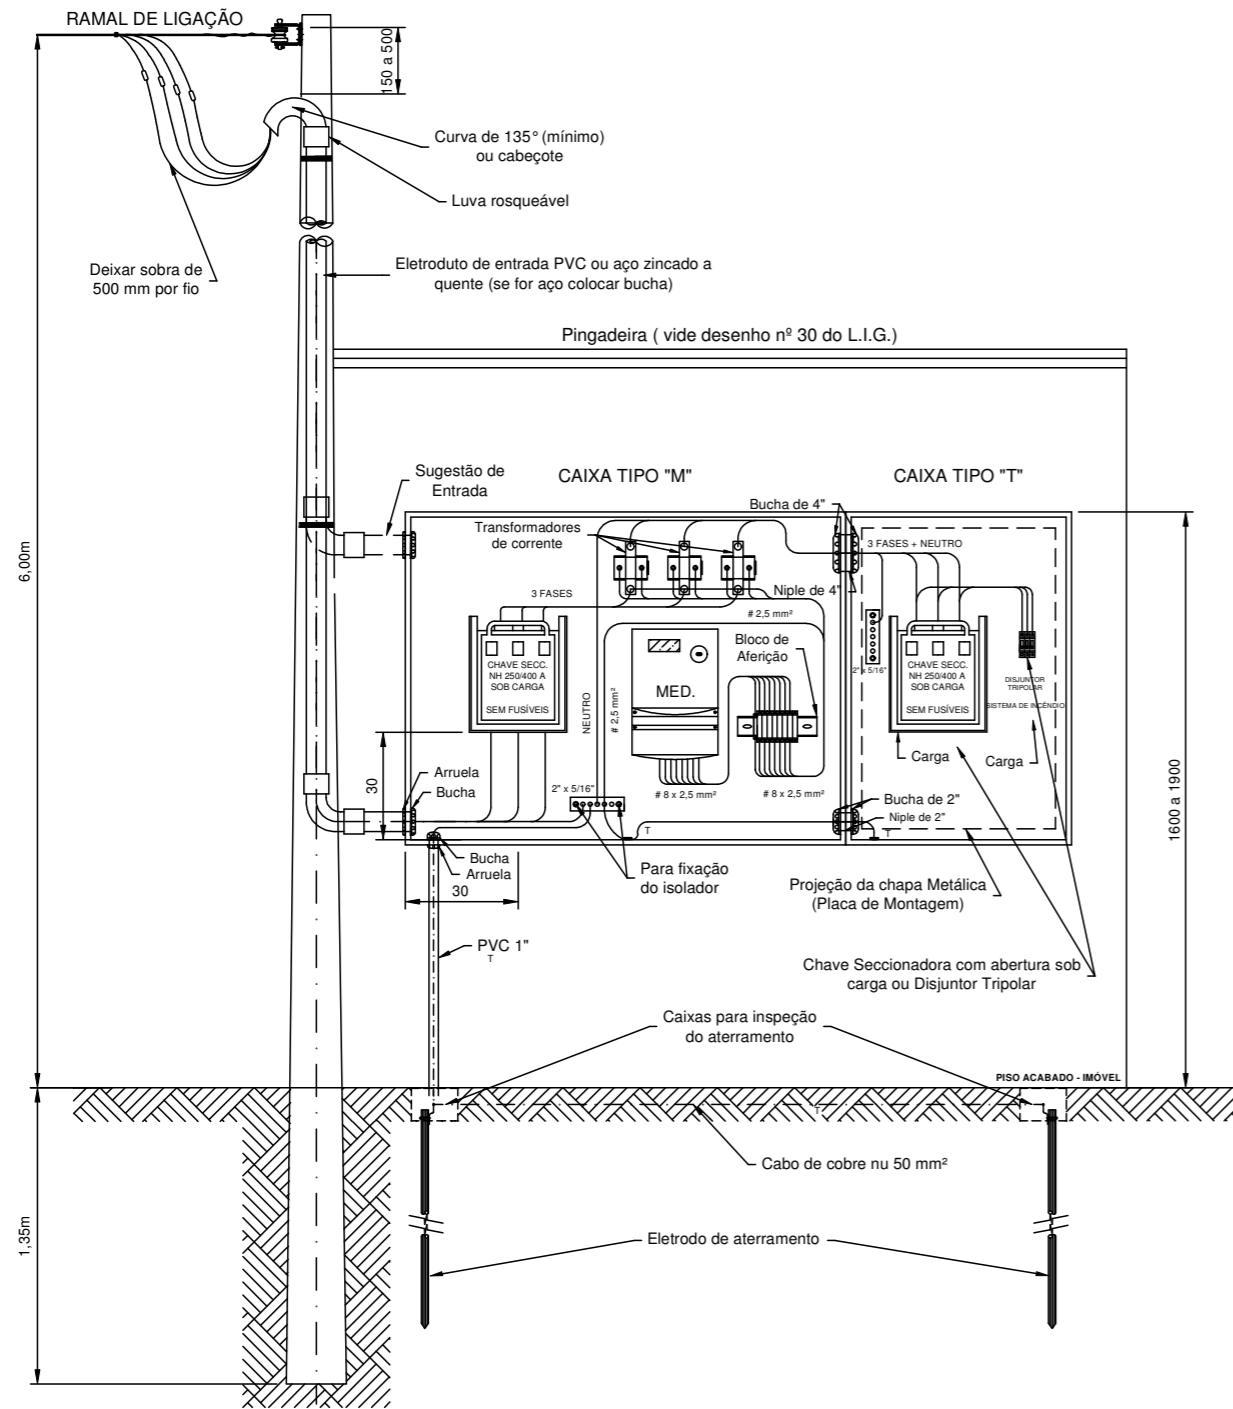 RAMAL DE LIGAÇÃO
150 a 500
Curva de 135° (mínimo)
ou cabeçote
Luva rosqueável
Deixar sobra de
500 mm por fio
Eletroduto de entrada PVC ou aço zincado a
quente (se for aço colocar bucha)
Pingadeira ( vide desenho nº 30 do L.I.G.)
6,00m
Sugestão de
Entrada
CAIXA TIPO "M"
CAIXA TIPO "T"
Bucha de 4"
Transformadores
de corrente
3 FASES + NEUTRO
Niple de 4"
3 FASES
# 2,5 mm²
Bloco de
Aferição
CHAVE SECC.
NH 250/400 A
SOB CARGA
SEM FUSÍVEIS
MED.
NEUTRO
# 2,5 mm²
2" x 5/16"
CHAVE SECC.
NH 250/400 A
SOB CARGA
SEM FUSÍVEIS
DISJUNTOR
TRIPOLAR
SISTEMA DE INCÊNDIO
Carga
Carga
30
Arruela
Bucha
2" x 5/16"
# 8 x 2,5 mm²
# 8 x 2,5 mm²
Bucha de 2"
Niple de 2"
T
T
1600 a 1900
Bucha
Arruela
30
Para fixação
do isolador
Projeção da chapa Metálica
(Placa de Montagem)
PVC 1"
T
Chave Seccionadora com abertura sob
carga ou Disjuntor Tripolar
Caixas para inspeção
do aterramento
PISO ACABADO - IMÓVEL
T
Cabo de cobre nu 50 mm²
1,35m
Eletrodo de aterramento